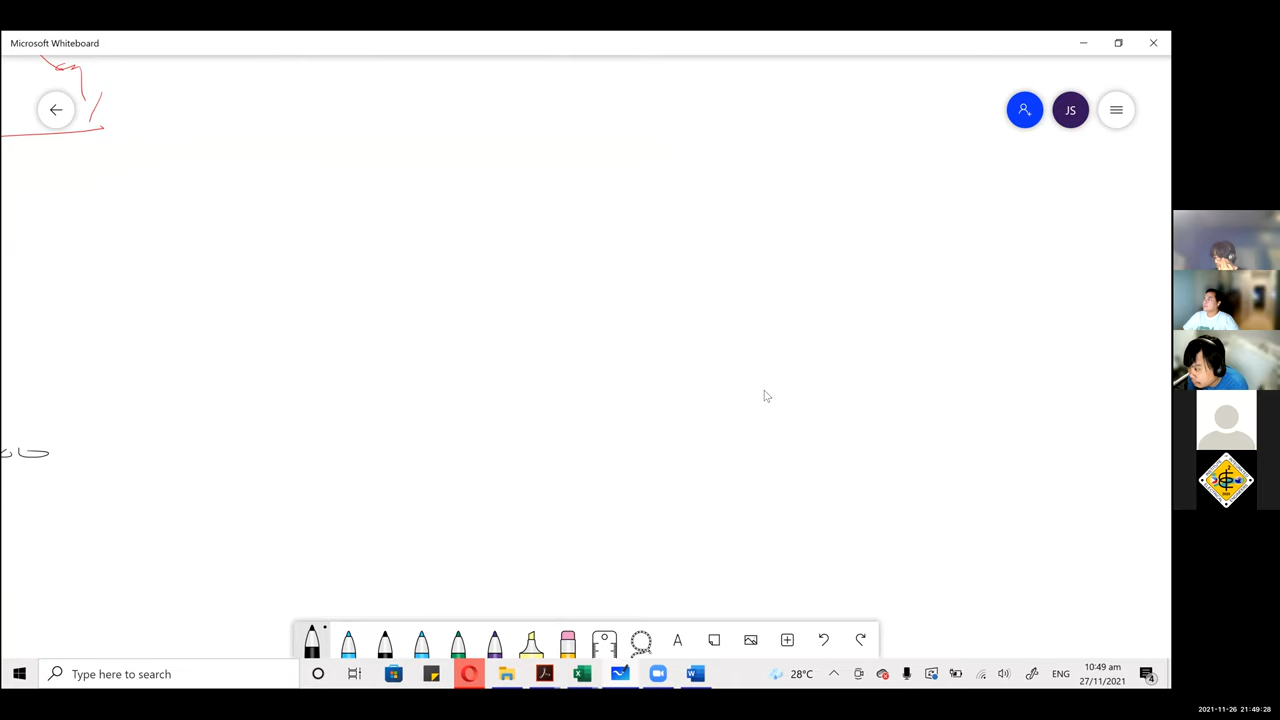 Microsoft Whiteboard
JS
A
Type here to search
28°C
ENG
10:49 am
27/11/2021
4
2021-11-26 21:49:28